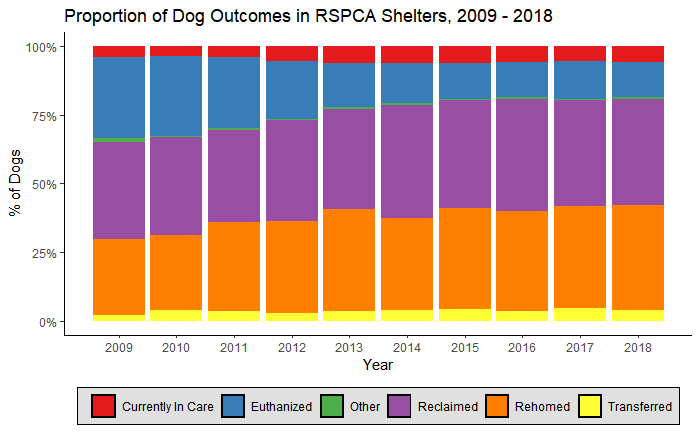 Proportion of Dog Outcomes in RSPCA Shelters, 2009 - 2018
100%
75%
50%
25%
0%
% of Dogs
2009 2010 2011 2012 2013 2014 2015 2016 2017 2018
Year
Currently In Care Euthanized Other Reclaimed Rehomed Transferred